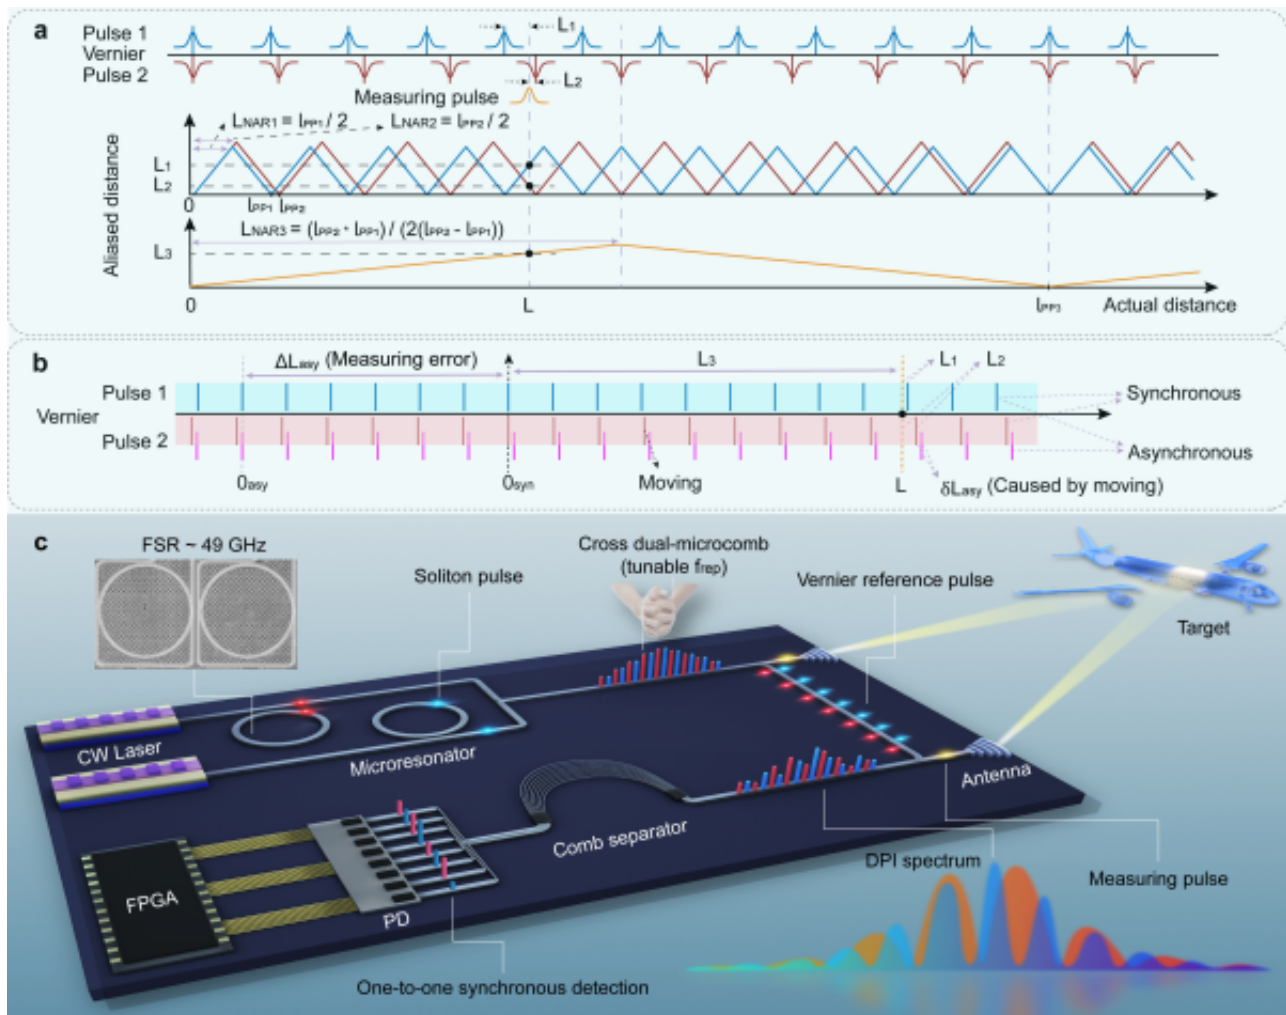 a
Pulse 1
Vernier
Pulse 2
L1
L2
Measuring pulse
LNAR1 = lPP1 / 2
LNAR2 = lPP2 / 2
Aliased distance
L1
L2
0
lPP1 lPP2
LNAR3 = (lPP2 * lPP1) / (2(lPP2 - lPP1))
L3
0
L
lPP3
Actual distance
b
ΔLasy (Measuring error)
L3
L1
L2
Pulse 1
Vernier
Pulse 2
Synchronous
Asynchronous
0asy
0syn
Moving
L
δLasy (Caused by moving)
c
FSR ~ 49 GHz
Soliton pulse
Cross dual-microcomb
(tunable frep)
Vernier reference pulse
Target
CW Laser
Microresonator
Antenna
Comb separator
FPGA
PD
DPI spectrum
Measuring pulse
One-to-one synchronous detection